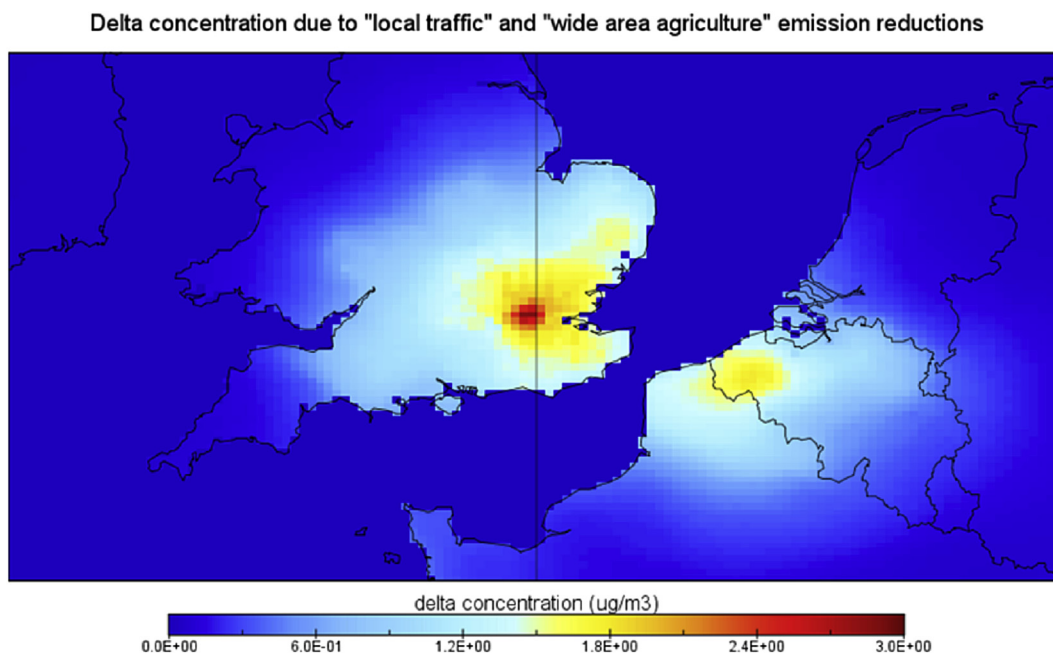 Delta concentration due to "local traffic" and "wide area agriculture" emission reductions
delta concentration (ug/m3)
0.0E+00 6.0E-01 1.2E+00 1.8E+00 2.4E+00 3.0E+00